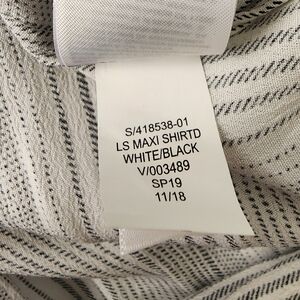 S/418538-01
LS MAXI SHIRTD
WHITE/BLACK
V/003489
SP19
11/18